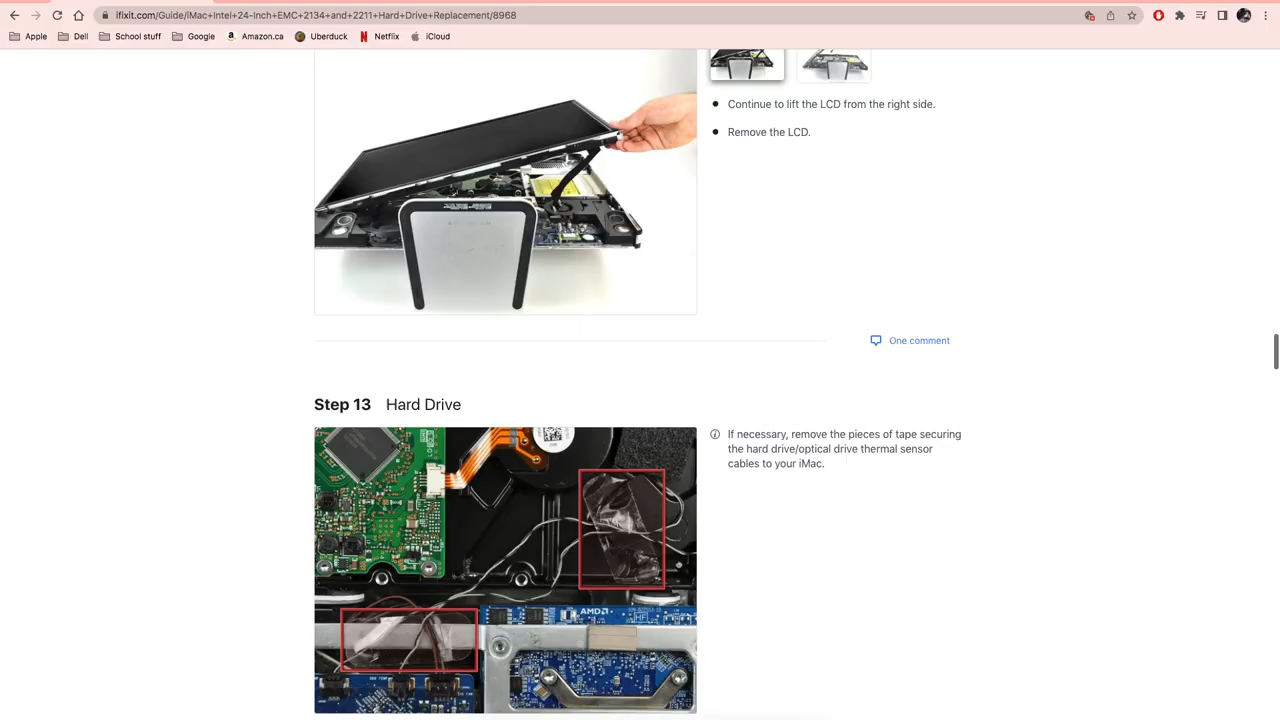 ifixit.com/Guide/iMac+Intel+24-Inch+EMC+2134+and+2211+Hard+Drive+Replacement/8968
Apple Dell School stuff Google Amazon.ca Uberduck Netflix iCloud
Continue to lift the LCD from the right side.
Remove the LCD.
One comment
Step 13 Hard Drive
If necessary, remove the pieces of tape securing
the hard drive/optical drive thermal sensor
cables to your iMac.
AMD